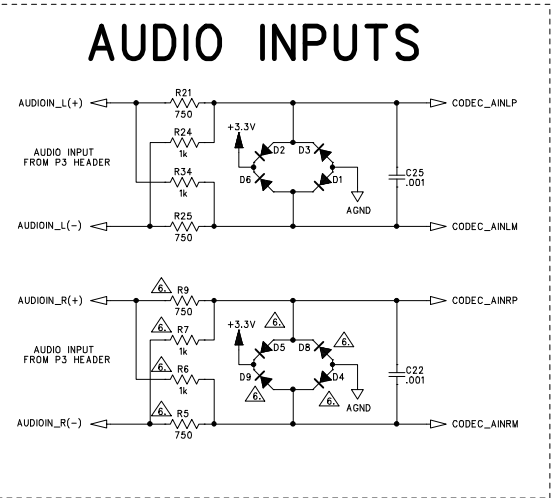 AUDIO INPUTS
AUDIOIN_L(+)
R21
750
CODEC_AINLP
AUDIO INPUT
FROM P3 HEADER
R24
1k
+3.3V
D2
D3
R34
1k
D6
D1
AGND
C25
.001
AUDIOIN_L(-)
R25
750
CODEC_AINLM
AUDIOIN_R(+)
6.
R9
750
CODEC_AINRP
AUDIO INPUT
FROM P3 HEADER
6.
R7
1k
+3.3V
6.
D5
D8
6.
6.
R6
1k
D9
6.
D4
6.
AGND
C22
.001
AUDIOIN_R(-)
6.
R5
750
CODEC_AINRM